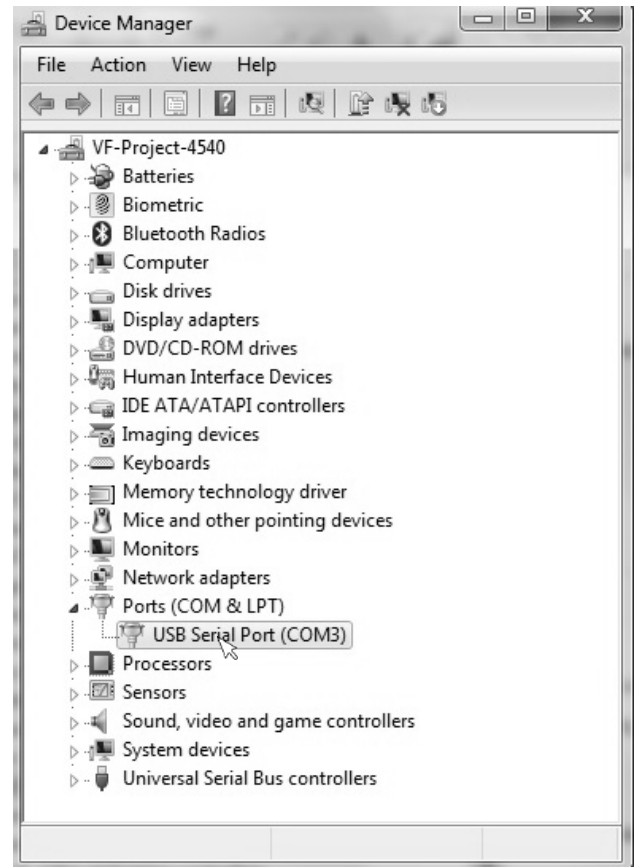 Device Manager
File Action View Help
VF-Project-4540
Batteries
Biometric
Bluetooth Radios
Computer
Disk drives
Display adapters
DVD/CD-ROM drives
Human Interface Devices
IDE ATA/ATAPI controllers
Imaging devices
Keyboards
Memory technology driver
Mice and other pointing devices
Monitors
Network adapters
Ports (COM & LPT)
USB Serial Port (COM3)
Processors
Sensors
Sound, video and game controllers
System devices
Universal Serial Bus controllers